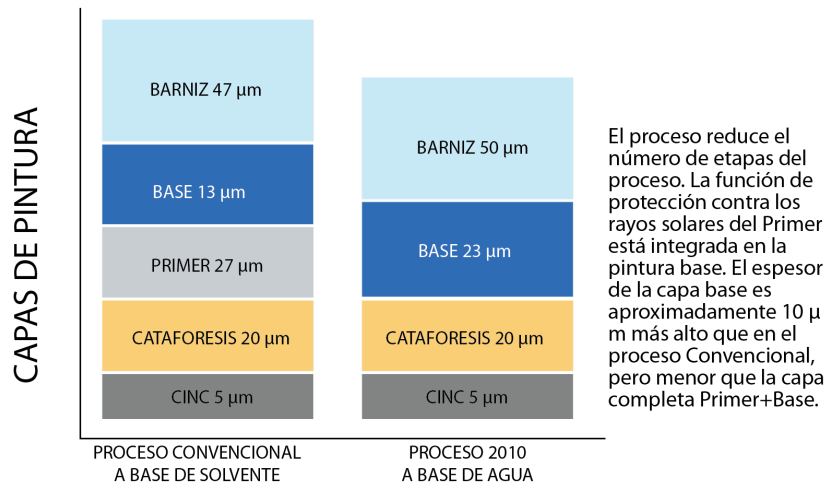 CAPAS DE PINTURA
BARNIZ 47 µm
BASE 13 µm
PRIMER 27 µm
CATAFORESIS 20 µm
CINC 5 µm
PROCESO CONVENCIONAL
A BASE DE SOLVENTE
BARNIZ 50 µm
BASE 23 µm
CATAFORESIS 20 µm
CINC 5 µm
PROCESO 2010
A BASE DE AGUA
El proceso reduce el
número de etapas del
proceso. La función de
protección contra los
rayos solares del Primer
está integrada en la
pintura base. El espesor
de la capa base es
aproximadamente 10 µ
m más alto que en el
proceso Convencional,
pero menor que la capa
completa Primer+Base.